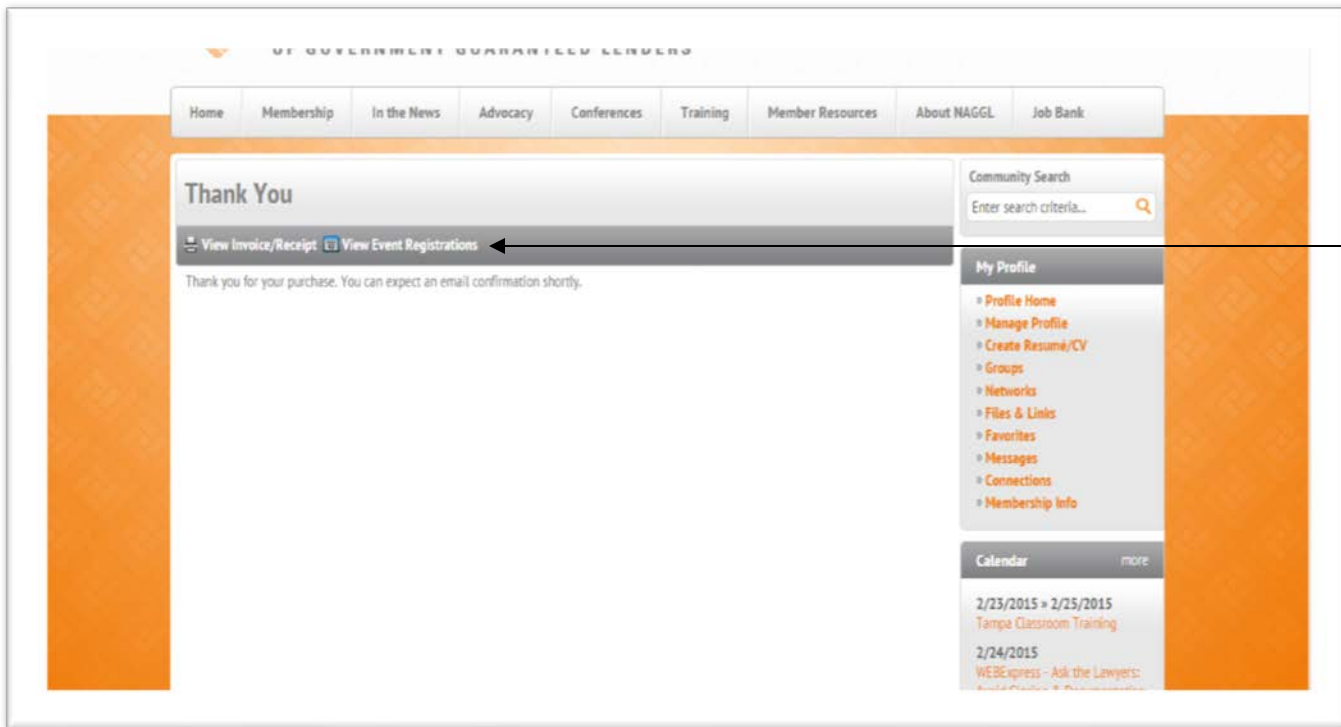 OF GOVERNMENT GUARANTEED LENDERS
Home Membership In the News Advocacy Conferences Training Member Resources About NAGGL Job Bank
Thank You
View Invoice/Receipt View Event Registrations
Thank you for your purchase. You can expect an email confirmation shortly.
Community Search
Enter search criteria...
My Profile
» Profile Home
» Manage Profile
» Create Resumé/CV
» Groups
» Networks
» Files & Links
» Favorites
» Messages
» Connections
» Membership Info
Calendar more
2/23/2015 » 2/25/2015
Tampa Classroom Training
2/24/2015
WEBExpress - Ask the Lawyers: